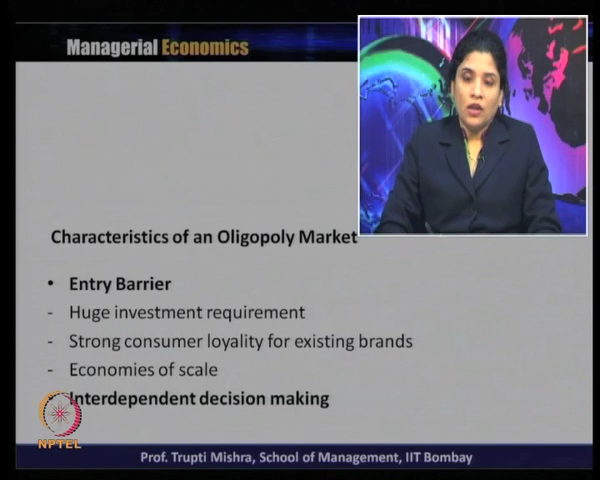 Managerial Economics
Characteristics of an Oligopoly Market
• Entry Barrier
- Huge investment requirement
- Strong consumer loyality for existing brands
- Economies of scale
Interdependent decision making
NPTEL
Prof. Trupti Mishra, School of Management, IIT Bombay